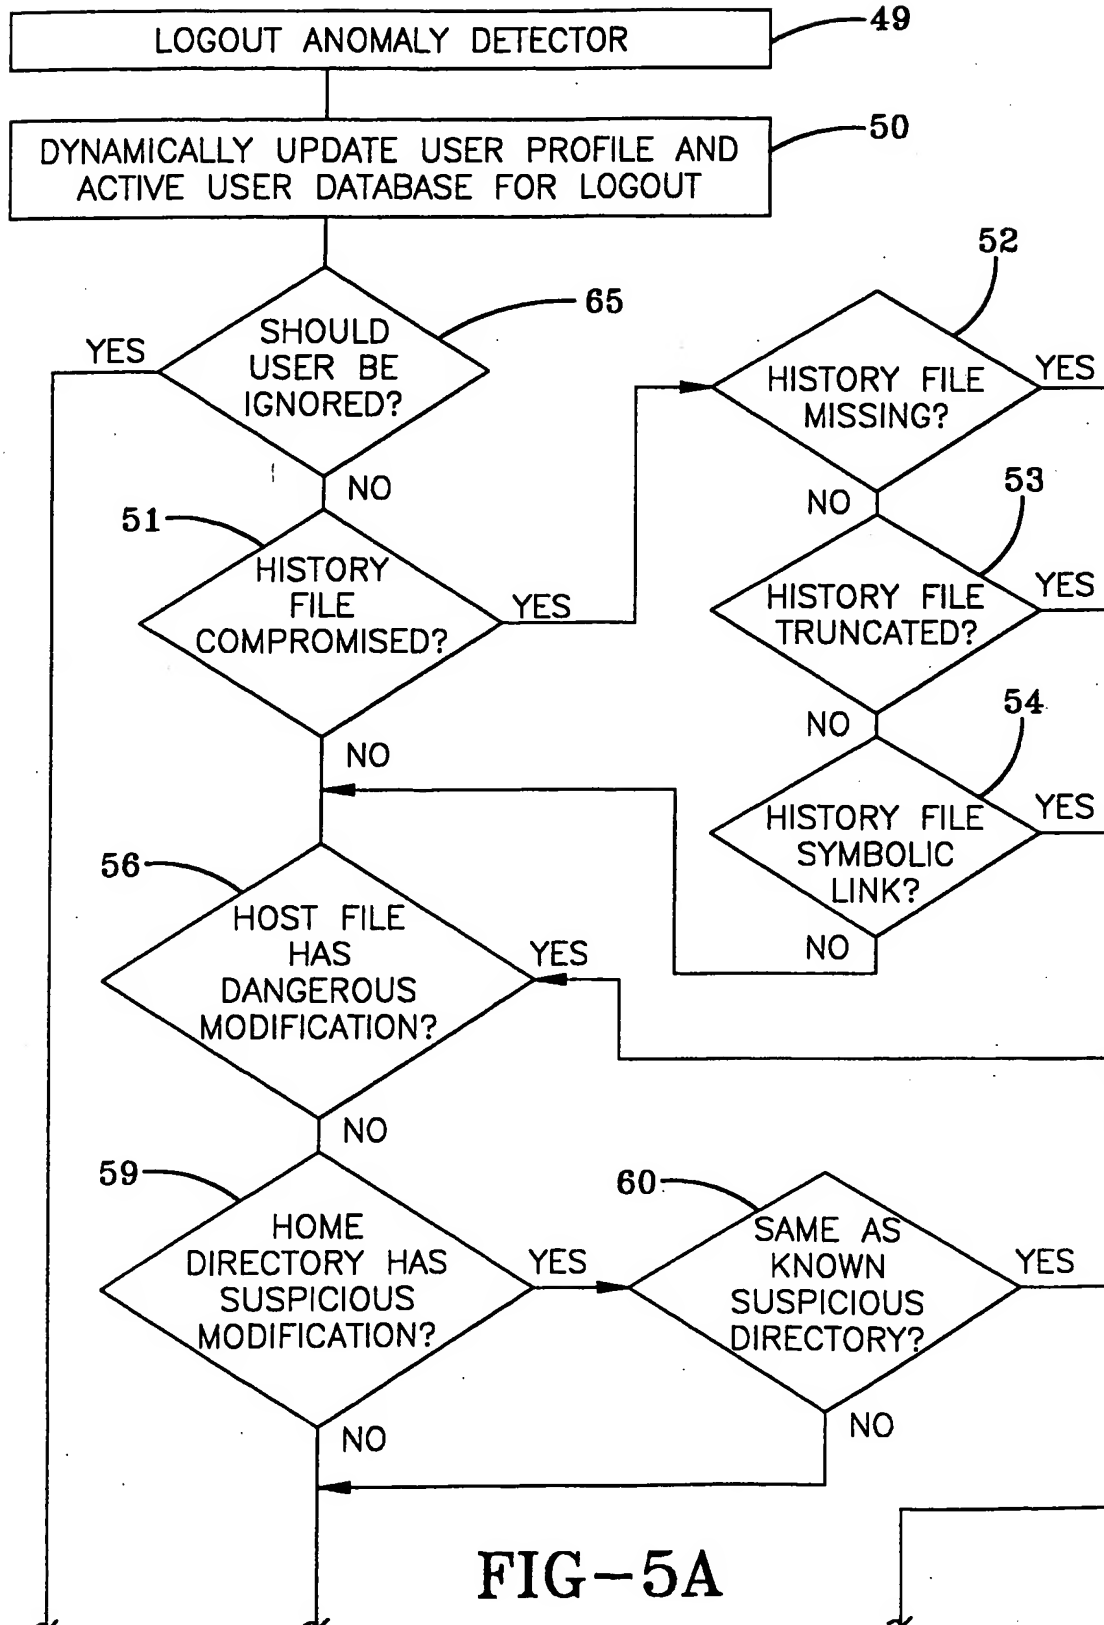 LOGOUT ANOMALY DETECTOR
49
DYNAMICALLY UPDATE USER PROFILE AND
ACTIVE USER DATABASE FOR LOGOUT
50
SHOULD
USER BE
IGNORED?
65
YES
NO
52
HISTORY FILE
MISSING?
YES
NO
51
HISTORY
FILE
COMPROMISED?
YES
NO
53
HISTORY FILE
TRUNCATED?
YES
NO
54
HISTORY FILE
SYMBOLIC
LINK?
YES
NO
56
HOST FILE
HAS
DANGEROUS
MODIFICATION?
YES
NO
59
HOME
DIRECTORY HAS
SUSPICIOUS
MODIFICATION?
YES
NO
60
SAME AS
KNOWN
SUSPICIOUS
DIRECTORY?
YES
NO
FIG-5A